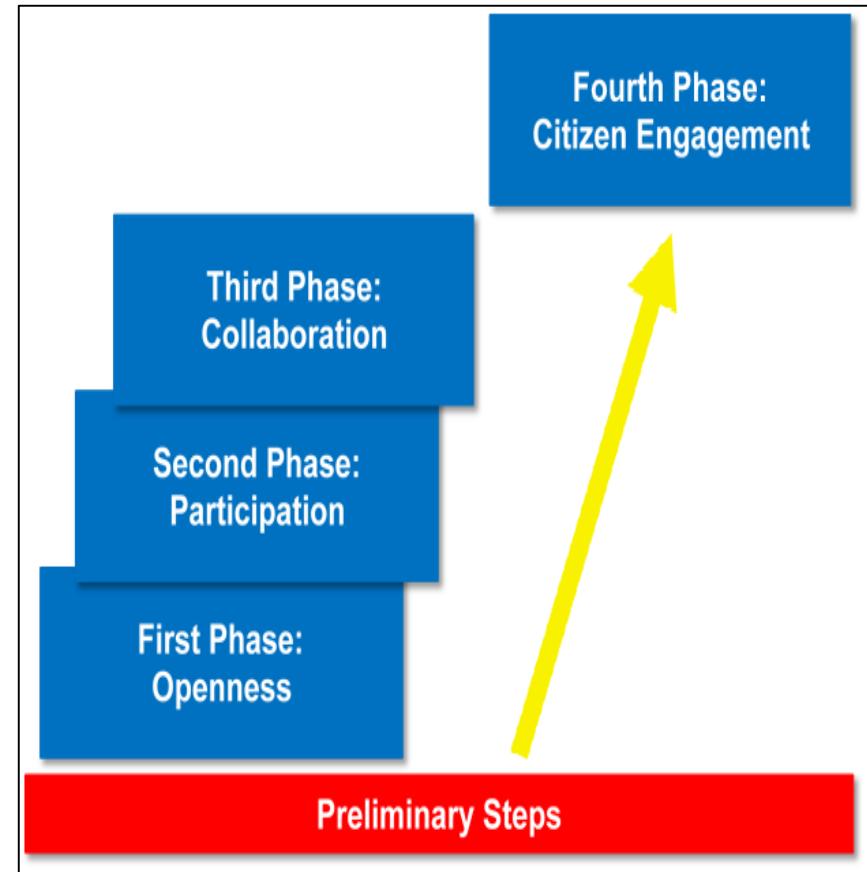 Fourth Phase:
Citizen Engagement
Third Phase:
Collaboration
Second Phase:
Participation
First Phase:
Openness
Preliminary Steps